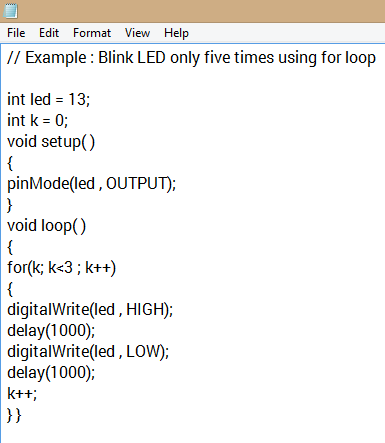 File Edit Format View Help
// Example : Blink LED only five times using for loop
int led = 13;
int k = 0;
void setup( )
{
pinMode(led , OUTPUT);
}
void loop( )
{
for(k; k<3 ; k++)
{
digitalWrite(led , HIGH);
delay(1000);
digitalWrite(led , LOW);
delay(1000);
k++;
} }